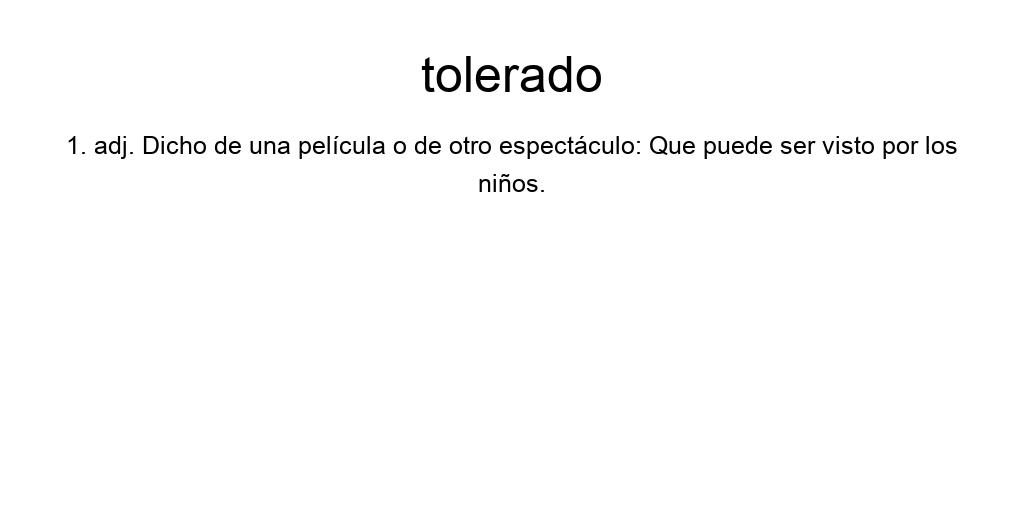 tolerado
1. adj. Dicho de una película o de otro espectáculo: Que puede ser visto por los
niños.